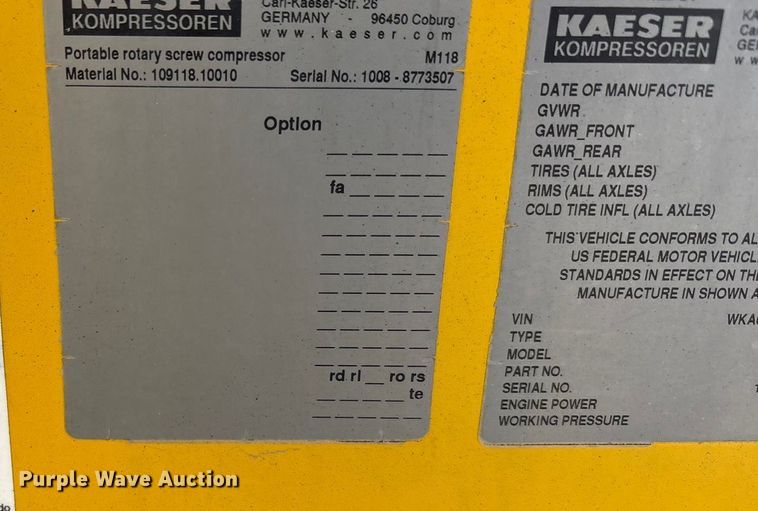 KAESER
KOMPRESSOREN
Carl-Kaeser-Str. 26
GERMANY - 96450 Coburg
www.kaeser.com
Portable rotary screw compressor M118
Material No.: 109118.10010 Serial No.: 1008 - 8773507
Option
_ _ _ _ _ _
_ _ _ _ _ _
fa _ _ _ _ _
_ _ _ _ _ _
_ _ _ _ _ _
_ _ _ _ _ _
_ _ _ _ _ _
_ _ _ _ _ _
_ _ _ _ _ _
_ _ _ _ _ _
_ _ _ _ _ _
_ _ _ _ _ _
rd rl _ ro rs
_ _ _ _ _ te
_ _ _ _ _ _
KAESER
KOMPRESSOREN
DATE OF MANUFACTURE
GVWR
GAWR_FRONT
GAWR_REAR
TIRES (ALL AXLES)
RIMS (ALL AXLES)
COLD TIRE INFL (ALL AXLES)
THIS VEHICLE CONFORMS TO
US FEDERAL MOTOR
STANDARDS IN EFFECT ON
MANUFACTURE IN SHOWN
VIN
TYPE
MODEL
PART NO.
SERIAL NO.
ENGINE POWER
WORKING PRESSURE
Purple Wave Auction